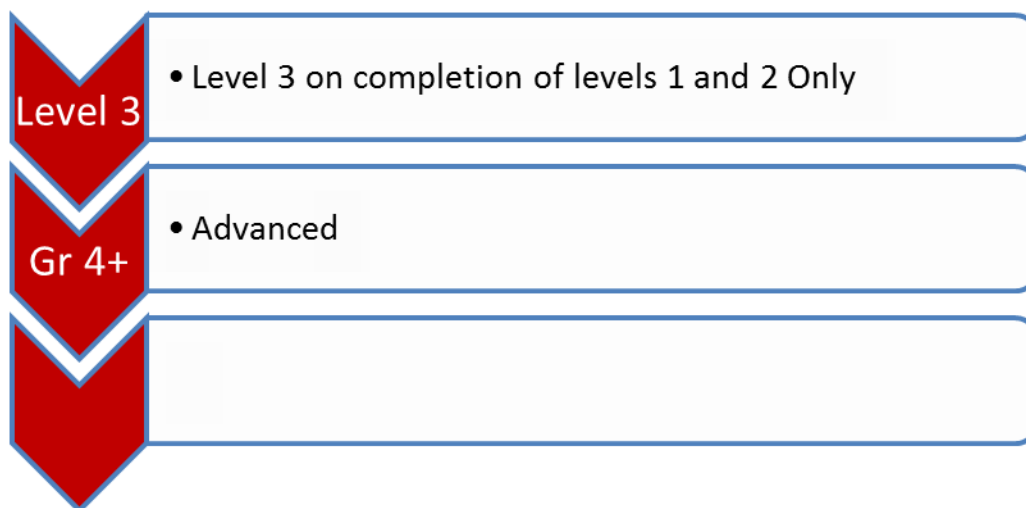 Level 3
• Level 3 on completion of levels 1 and 2 Only
Gr 4+
• Advanced